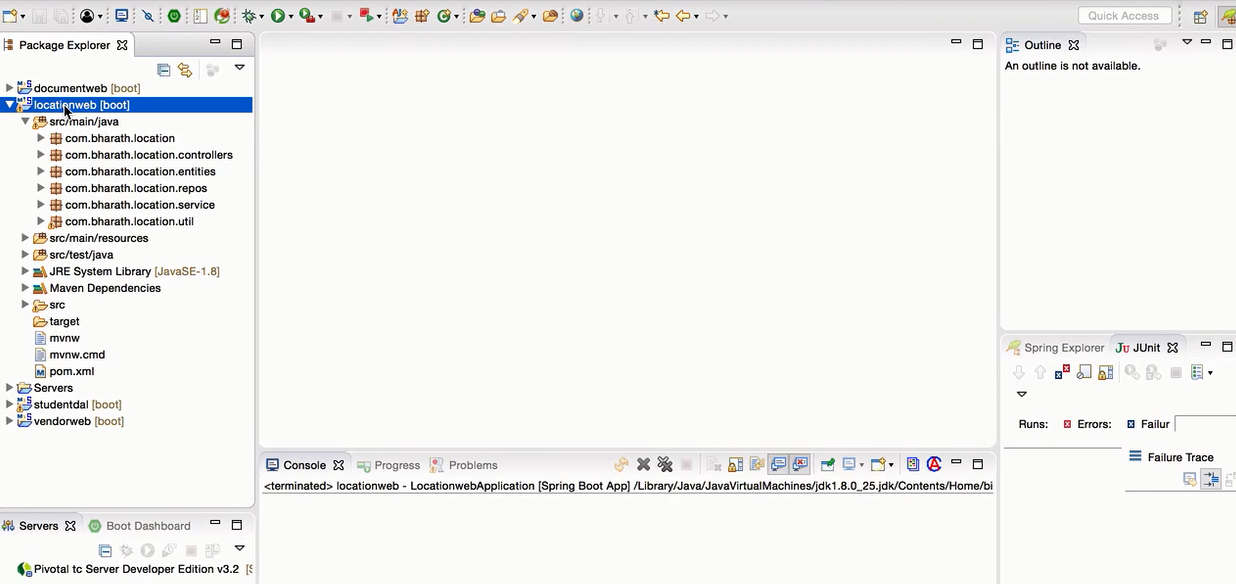 Quick Access
Package Explorer
documentweb [boot]
locationweb [boot]
src/main/java
com.bharath.location
com.bharath.location.controllers
com.bharath.location.entities
com.bharath.location.repos
com.bharath.location.service
com.bharath.location.util
src/main/resources
src/test/java
JRE System Library [JavaSE-1.8]
Maven Dependencies
src
target
mvnw
mvnw.cmd
pom.xml
Servers
studentdal [boot]
vendorweb [boot]
Servers Boot Dashboard
Pivotal tc Server Developer Edition v3.2 [S
Console Progress Problems
<terminated> locationweb - LocationwebApplication [Spring Boot App] /Library/Java/JavaVirtualMachines/jdk1.8.0_25.jdk/Contents/Home/bi
Outline
An outline is not available.
Spring Explorer JUnit
Runs: Errors: Failur
Failure Trace